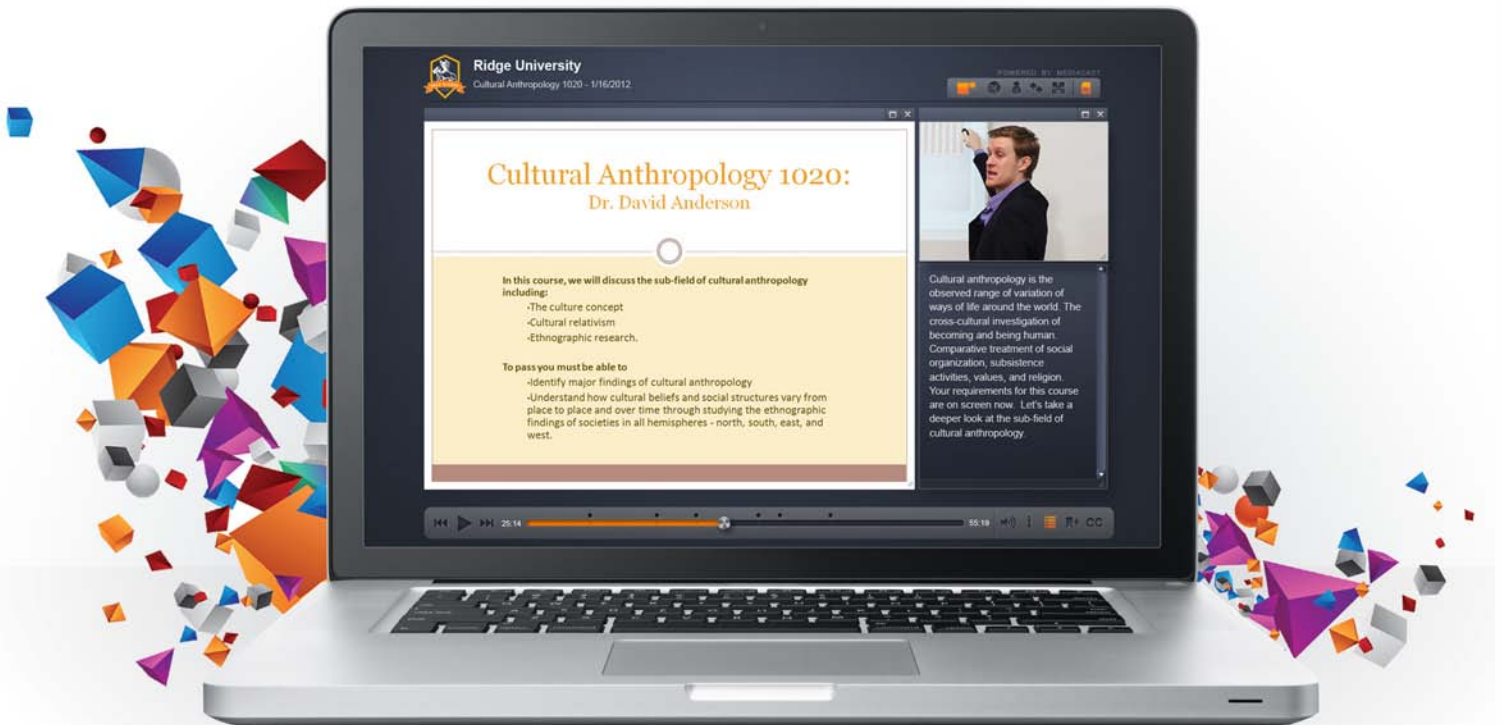 Ridge University
Cultural Anthropology 1020 - 1/16/2012
POWERED BY MEDIACAST
Cultural Anthropology 1020:
Dr. David Anderson
In this course, we will discuss the sub-field of cultural anthropology
including:
-The culture concept
-Cultural relativism
-Ethnographic research.
To pass you must be able to
-Identify major findings of cultural anthropology
-Understand how cultural beliefs and social structures vary from
place to place and over time through studying the ethnographic
findings of societies in all hemispheres - north, south, east, and
west.
Cultural anthropology is the
observed range of variation of
ways of life around the world. The
cross-cultural investigation of
becoming and being human.
Comparative treatment of social
organization, subsistence
activities, values, and religion.
Your requirements for this course
are on screen now. Let's take a
deeper look at the sub-field of
cultural anthropology.
25:14
55:19
CC